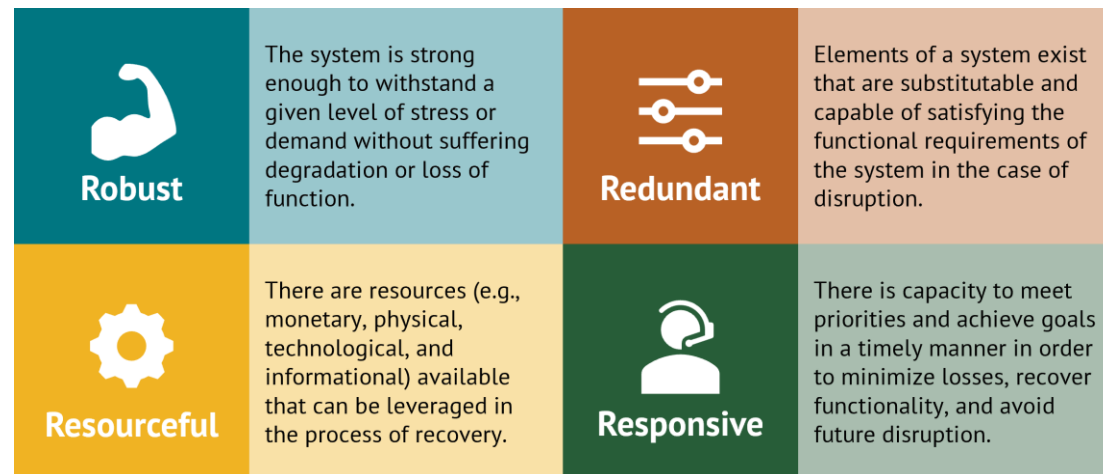 Robust
The system is strong
enough to withstand a
given level of stress or
demand without suffering
degradation or loss of
function.
Redundant
Elements of a system exist
that are substitutable and
capable of satisfying the
functional requirements of
the system in the case of
disruption.
Resourceful
There are resources (e.g.,
monetary, physical,
technological, and
informational) available
that can be leveraged in
the process of recovery.
Responsive
There is capacity to meet
priorities and achieve goals
in a timely manner in order
to minimize losses, recover
functionality, and avoid
future disruption.